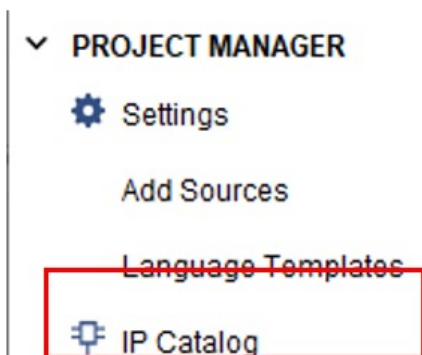 PROJECT MANAGER
Settings
Add Sources
Language Templates
IP Catalog